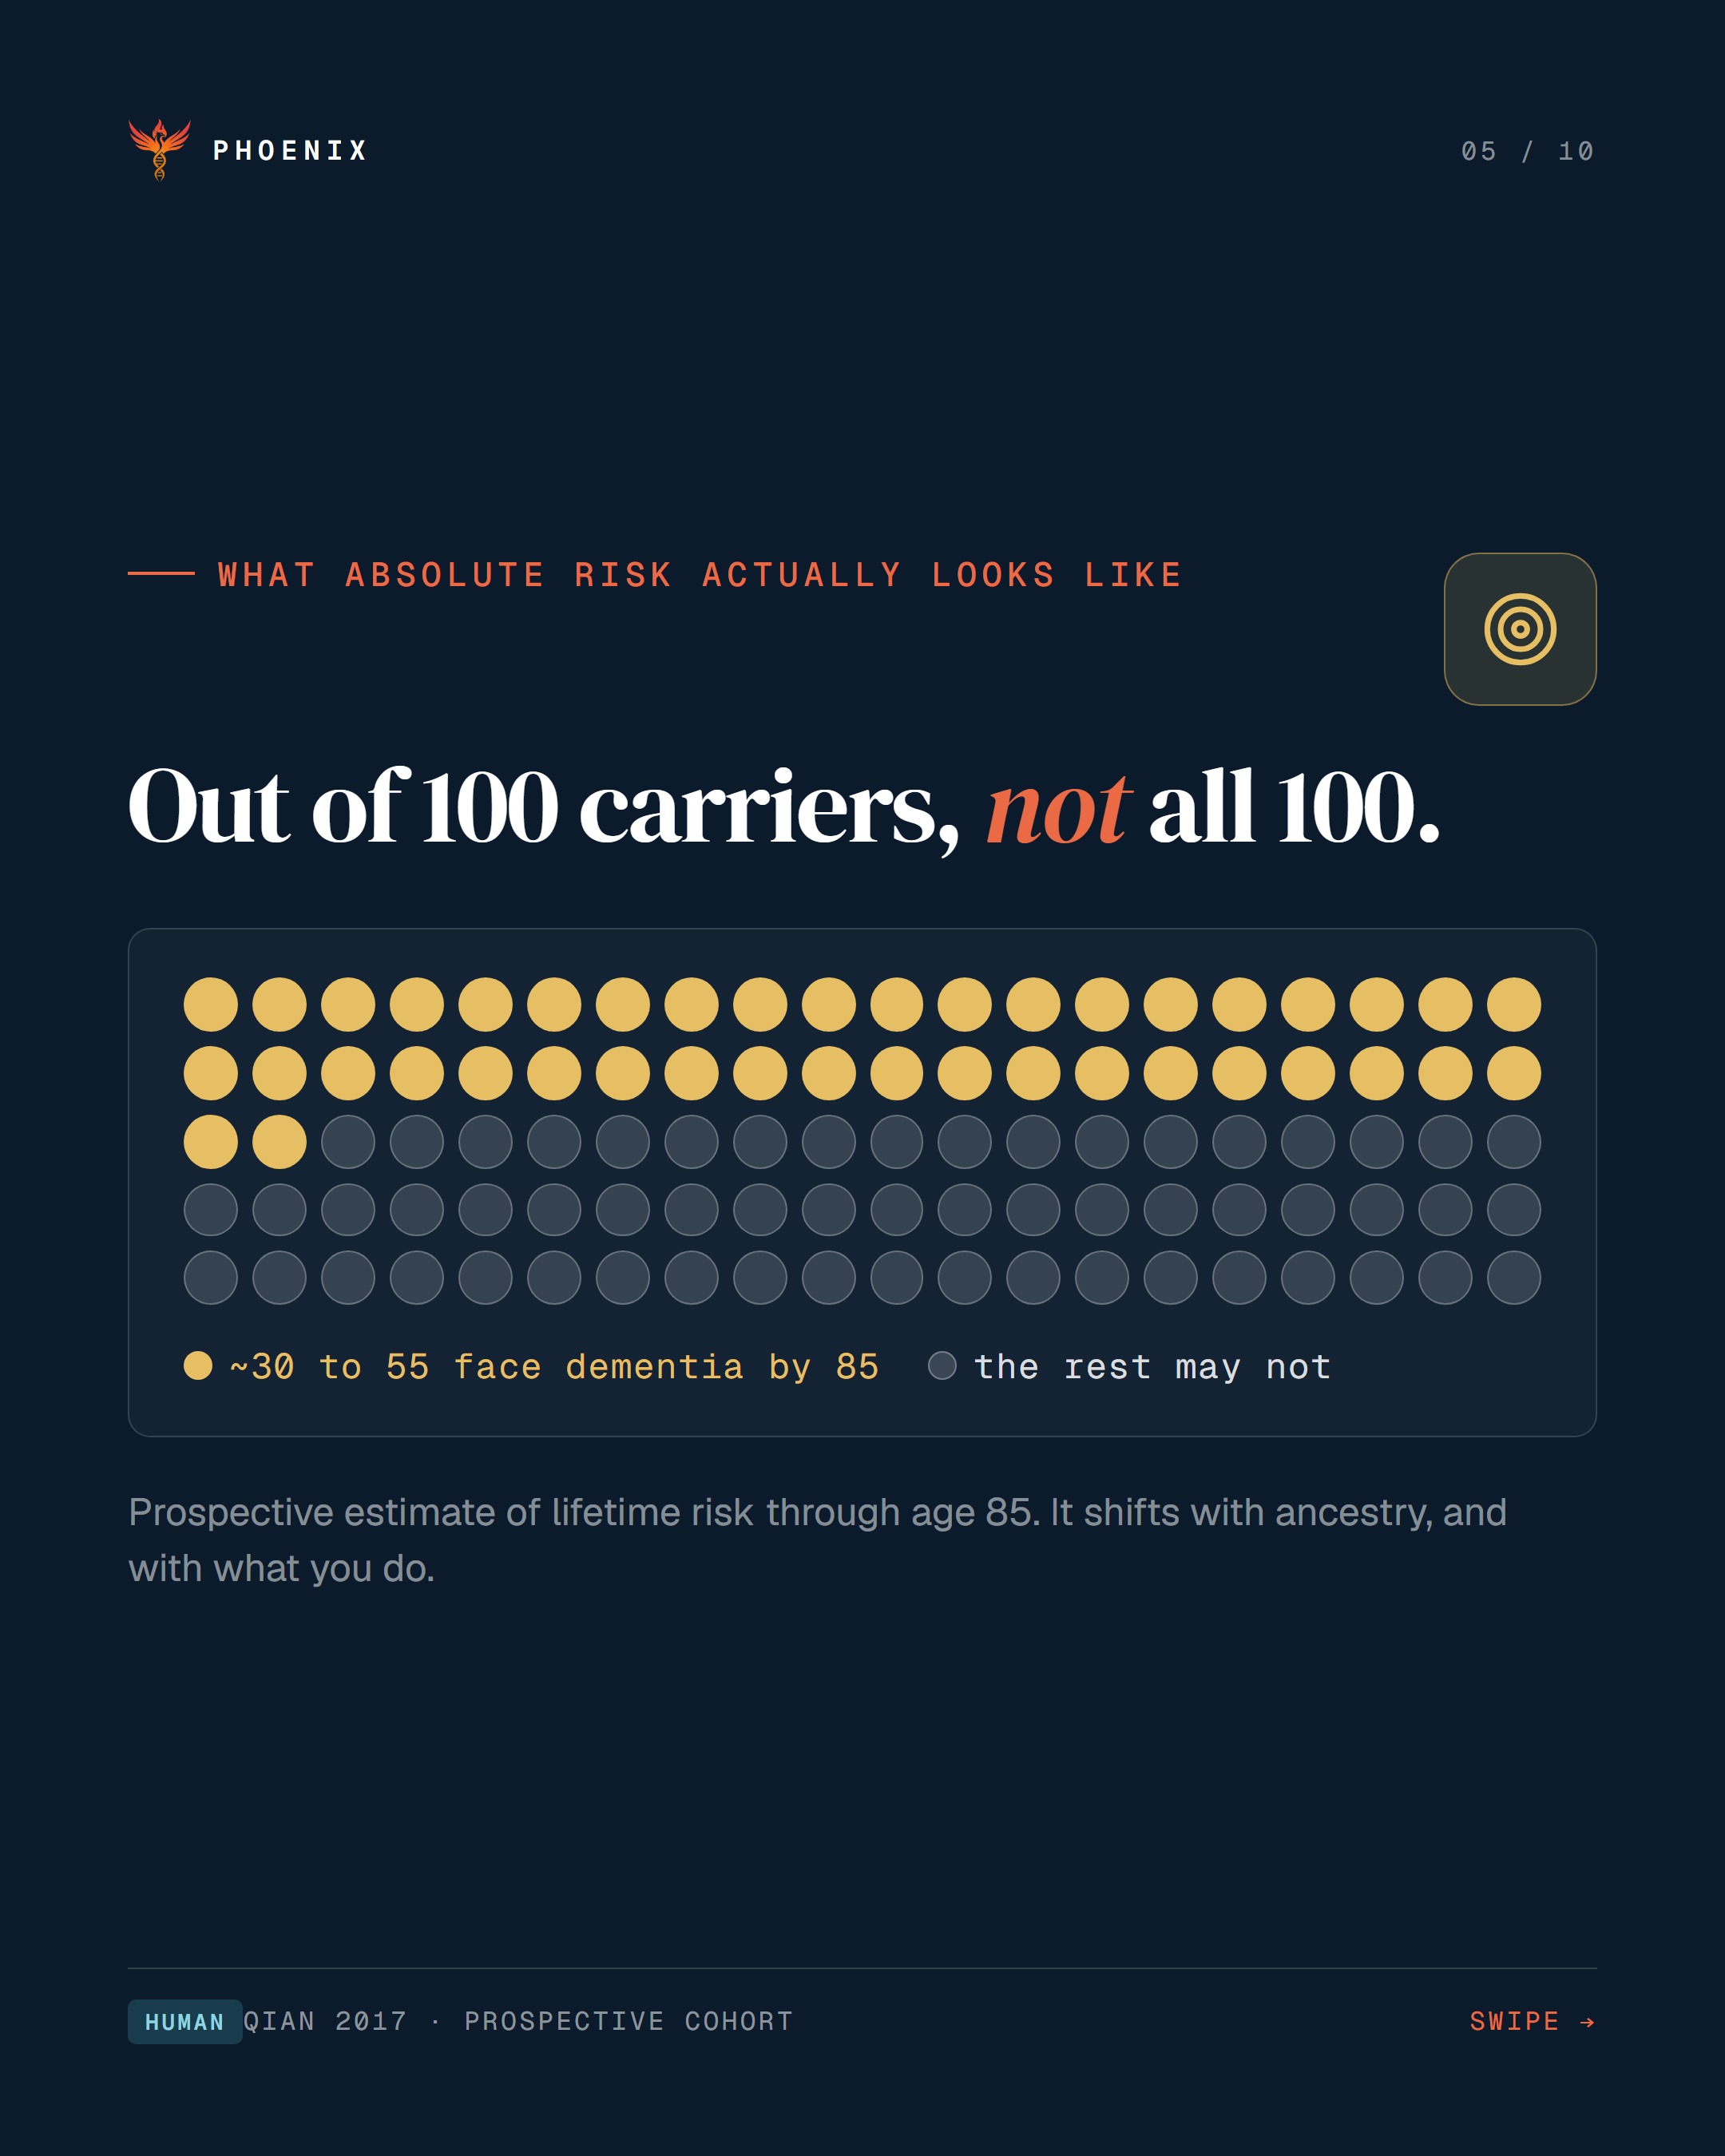 PHOENIX
05 / 10
WHAT ABSOLUTE RISK ACTUALLY LOOKS LIKE
Out of 100 carriers, not all 100.
~30 to 55 face dementia by 85
the rest may not
Prospective estimate of lifetime risk through age 85. It shifts with ancestry, and
with what you do.
HUMAN QIAN 2017 · PROSPECTIVE COHORT
SWIPE →